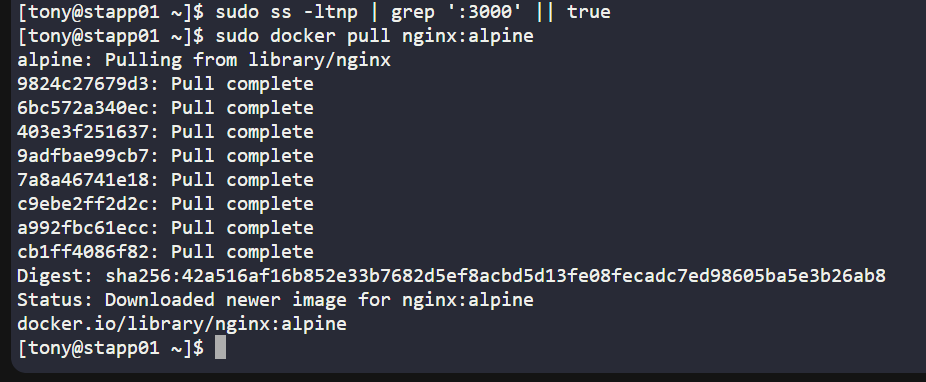 [tony@stapp01 ~]$ sudo ss -ltnp | grep ':3000' || true
[tony@stapp01 ~]$ sudo docker pull nginx:alpine
alpine: Pulling from library/nginx
9824c27679d3: Pull complete
6bc572a340ec: Pull complete
403e3f251637: Pull complete
9adfbae99cb7: Pull complete
7a8a46741e18: Pull complete
c9ebe2ff2d2c: Pull complete
a992fbc61ecc: Pull complete
cb1ff4086f82: Pull complete
Digest: sha256:42a516af16b852e33b7682d5ef8acbd5d13fe08fecadc7ed98605ba5e3b26ab8
Status: Downloaded newer image for nginx:alpine
docker.io/library/nginx:alpine
[tony@stapp01 ~]$